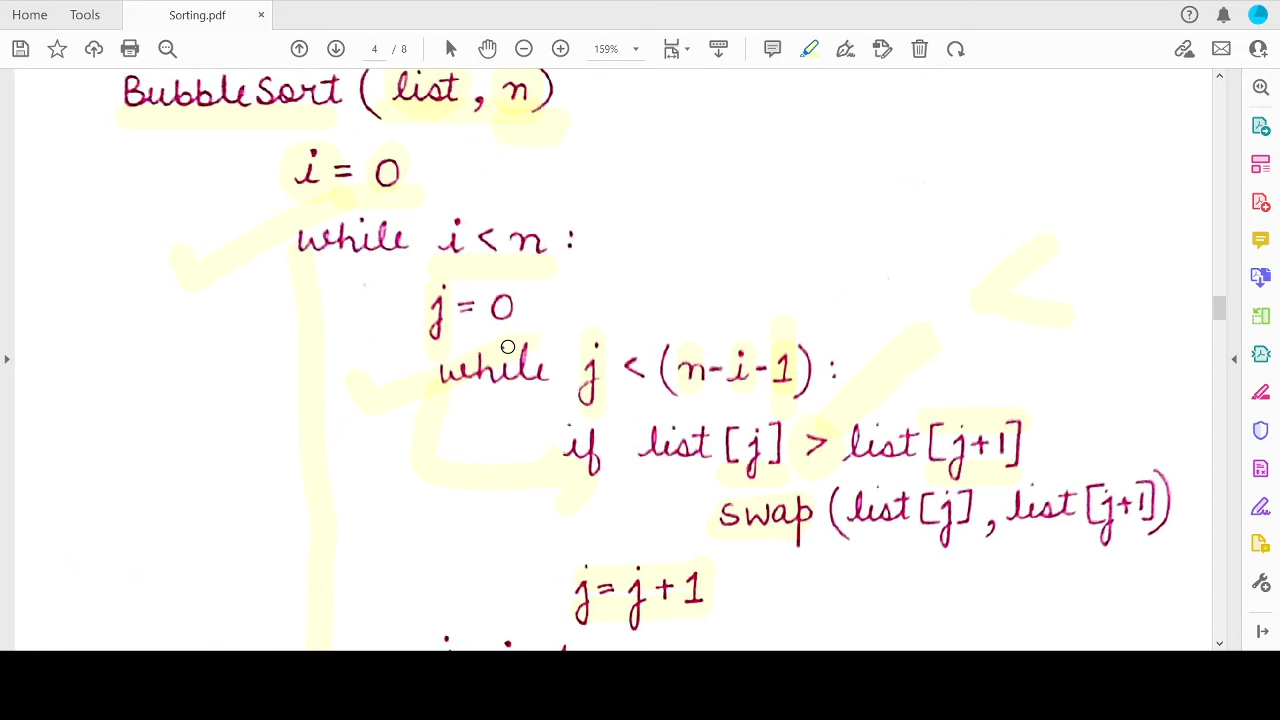 Home Tools Sorting.pdf ×
4 / 8 159%
BubbleSort ( list, n )
i = 0
while i < n :
j = 0
while j < (n-i-1) :
if list [j] > list [j+1]
swap (list [j], list [j+1])
j = j + 1